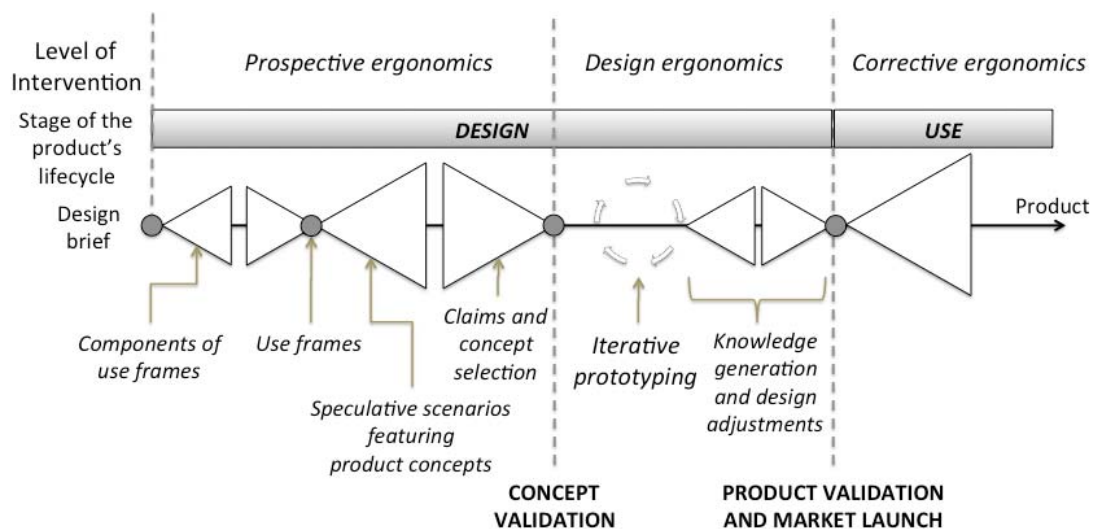 Level of
Intervention
Prospective ergonomics
Design ergonomics
Corrective ergonomics
Stage of the
product's
lifecycle
DESIGN
USE
Design
brief
Product
Components of
use frames
Use frames
Speculative scenarios
featuring
product concepts
Claims and
concept
selection
Iterative
prototyping
Knowledge
generation
and design
adjustments
CONCEPT
VALIDATION
PRODUCT VALIDATION
AND MARKET LAUNCH